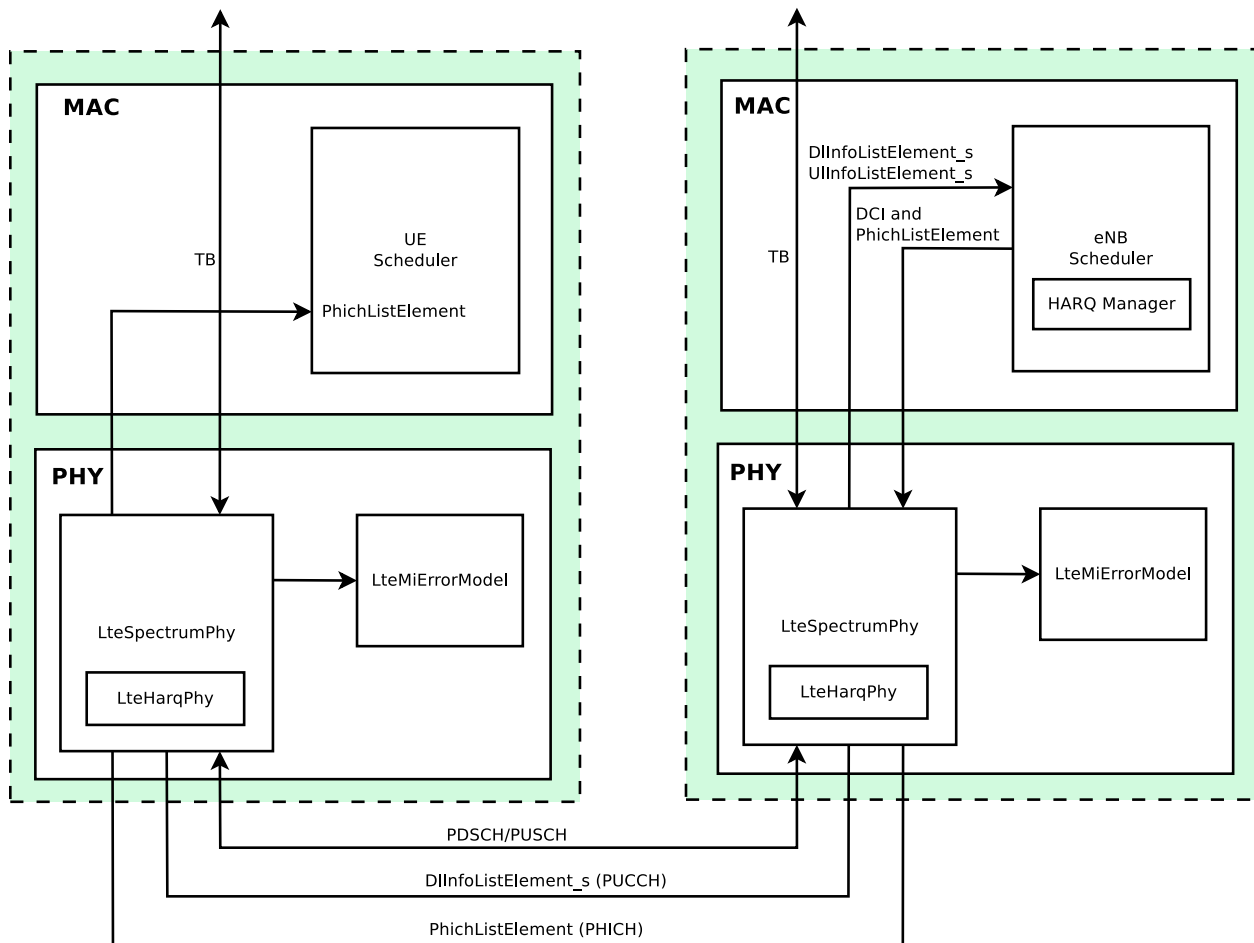 MAC
UE
Scheduler
TB
PhichListElement
PHY
LteSpectrumPhy
LteMiErrorModel
LteHarqPhy
MAC
DlInfoListElement_s
UlInfoListElement_s
DCI and
PhichListElement
TB
eNB
Scheduler
HARQ Manager
PHY
LteSpectrumPhy
LteMiErrorModel
LteHarqPhy
PDSCH/PUSCH
DlInfoListElement_s (PUCCH)
PhichListElement (PHICH)